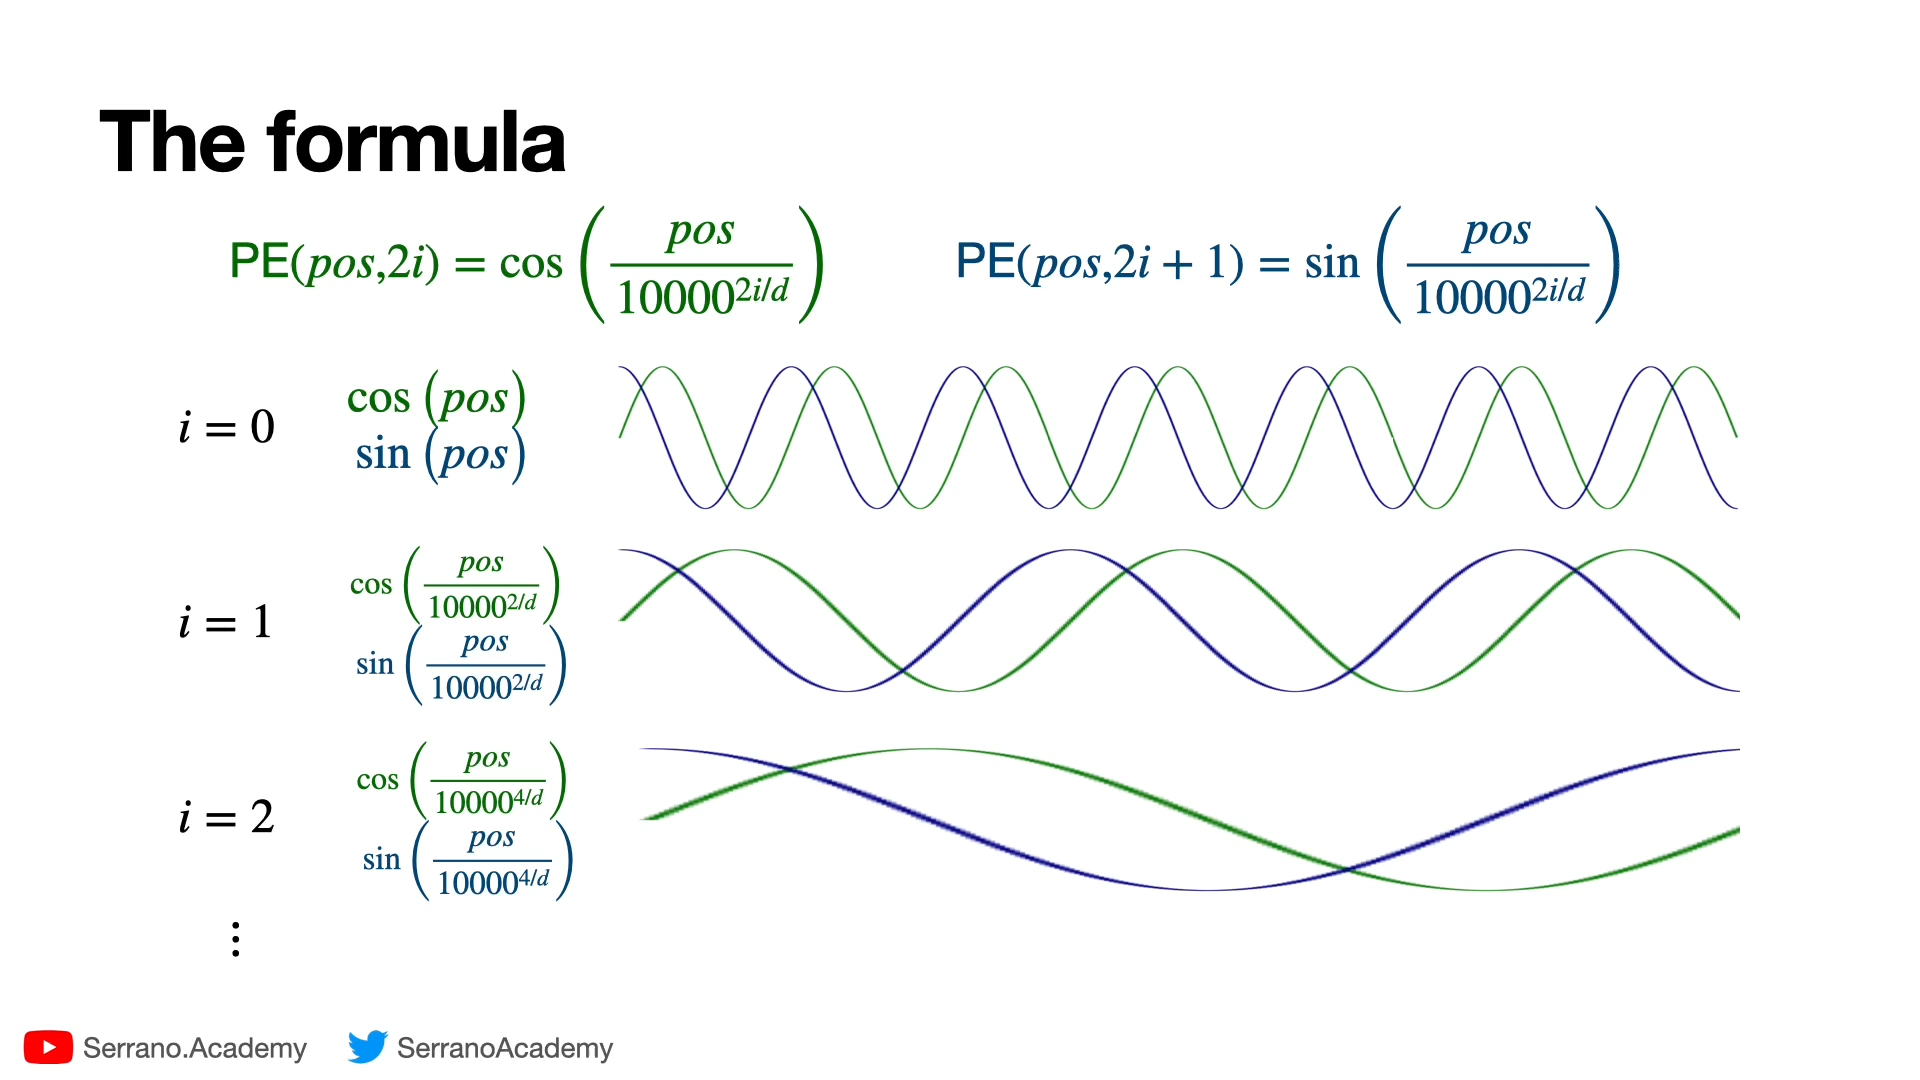 The formula
PE(pos,2i) = cos (pos / 10000^{2i/d}) PE(pos,2i + 1) = sin (pos / 10000^{2i/d})
i = 0
cos (pos)
sin (pos)
i = 1
cos (pos / 10000^{2/d})
sin (pos / 10000^{2/d})
i = 2
cos (pos / 10000^{4/d})
sin (pos / 10000^{4/d})
⋮
Serrano.Academy SerranoAcademy